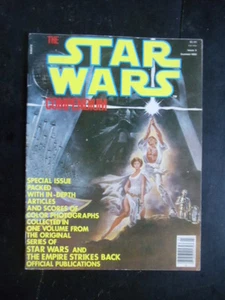 THE
STAR
WARS
COMPENDIUM
SPECIAL ISSUE
PACKED
WITH IN-DEPTH
ARTICLES
AND SCORES OF
COLOR PHOTOGRAPHS
COLLECTED IN
ONE VOLUME FROM
THE ORIGINAL
SERIES OF
STAR WARS AND
THE EMPIRE STRIKES BACK
OFFICIAL PUBLICATIONS